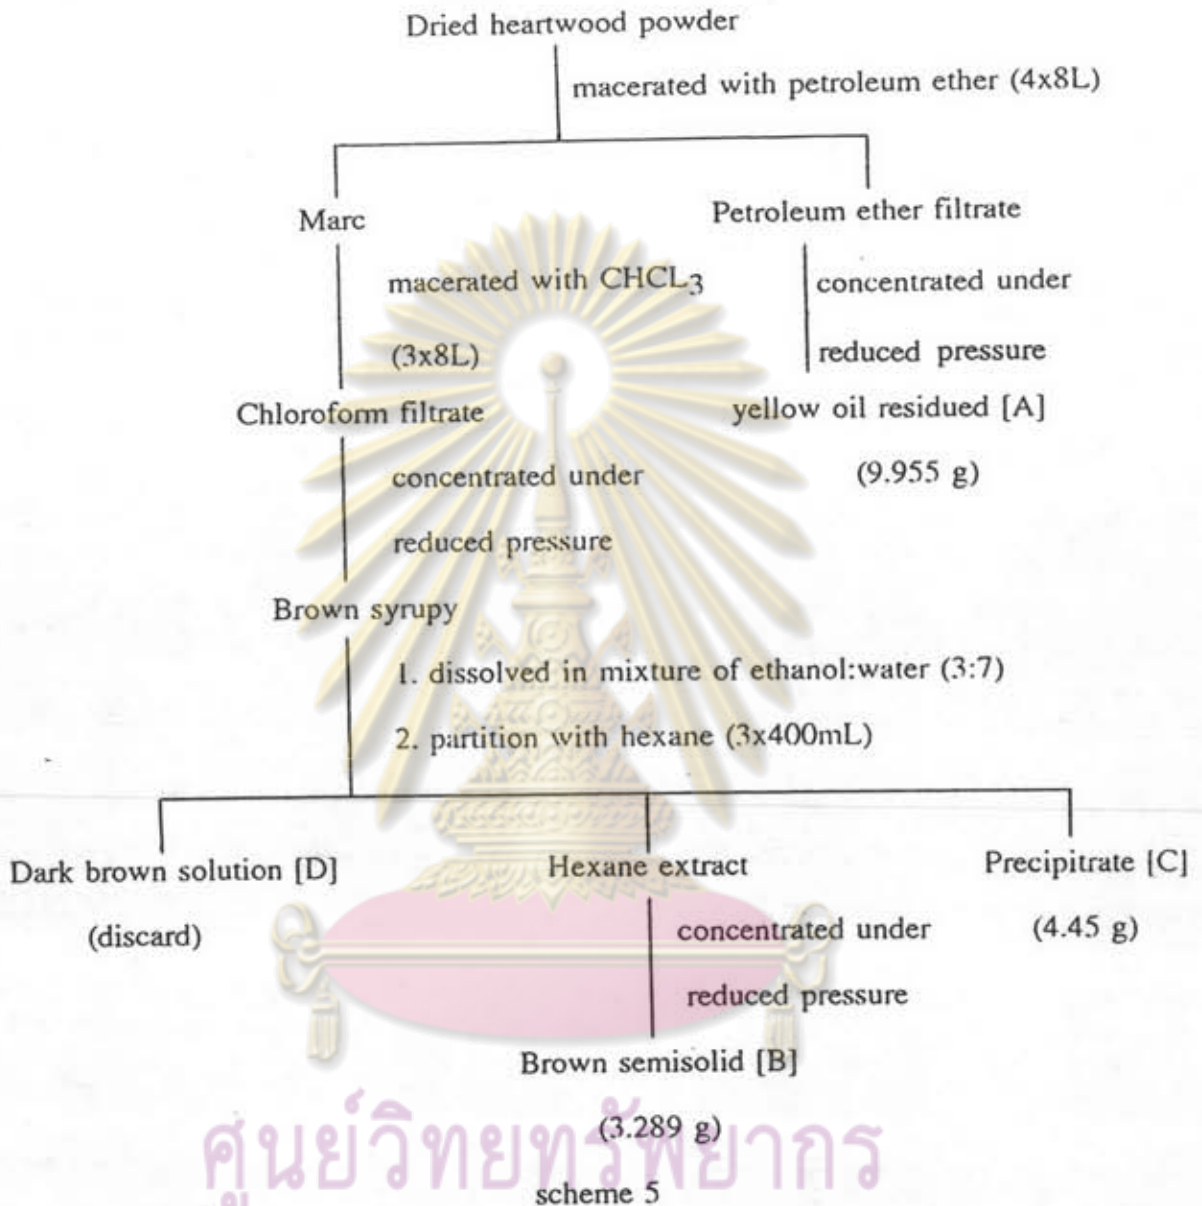 Dried heartwood powder
macerated with petroleum ether (4x8L)
Marc
Petroleum ether filtrate
macerated with CHCL3
(3x8L)
concentrated under
reduced pressure
Chloroform filtrate
yellow oil residued [A]
(9.955 g)
concentrated under
reduced pressure
Brown syrupy
1. dissolved in mixture of ethanol:water (3:7)
2. partition with hexane (3x400mL)
Dark brown solution [D]
(discard)
Hexane extract
Precipitrate [C]
(4.45 g)
concentrated under
reduced pressure
Brown semisolid [B]
(3.289 g)
ศูนย์วิทยทรัพยากร
scheme 5